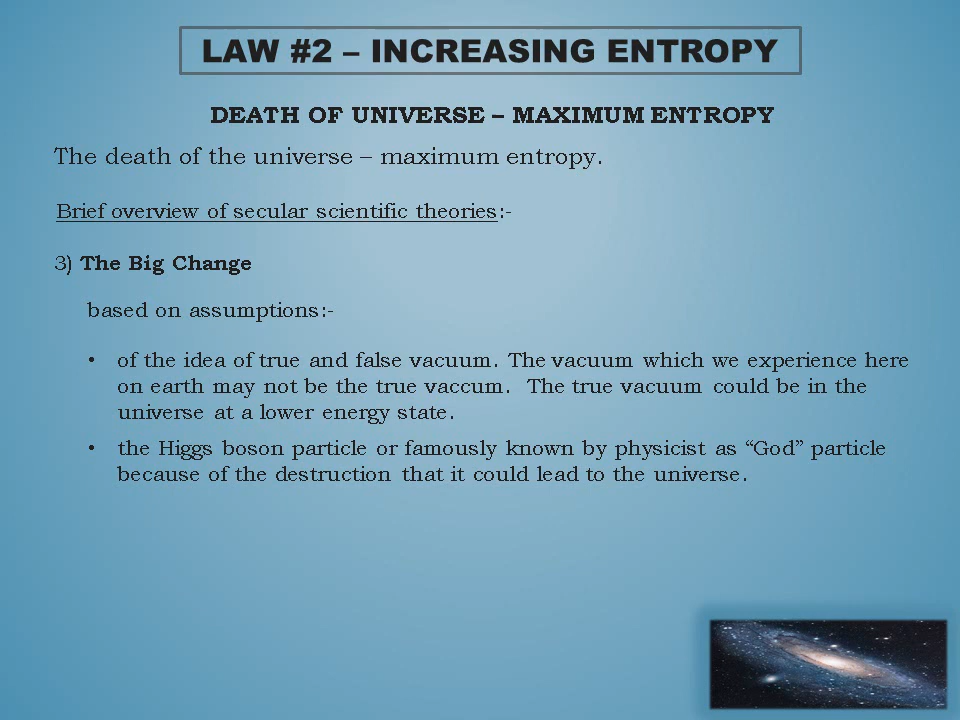 LAW #2 – INCREASING ENTROPY
DEATH OF UNIVERSE – MAXIMUM ENTROPY
The death of the universe – maximum entropy.
Brief overview of secular scientific theories:-
3) The Big Change
based on assumptions:-
• of the idea of true and false vacuum. The vacuum which we experience here
on earth may not be the true vaccum. The true vacuum could be in the
universe at a lower energy state.
• the Higgs boson particle or famously known by physicist as “God” particle
because of the destruction that it could lead to the universe.